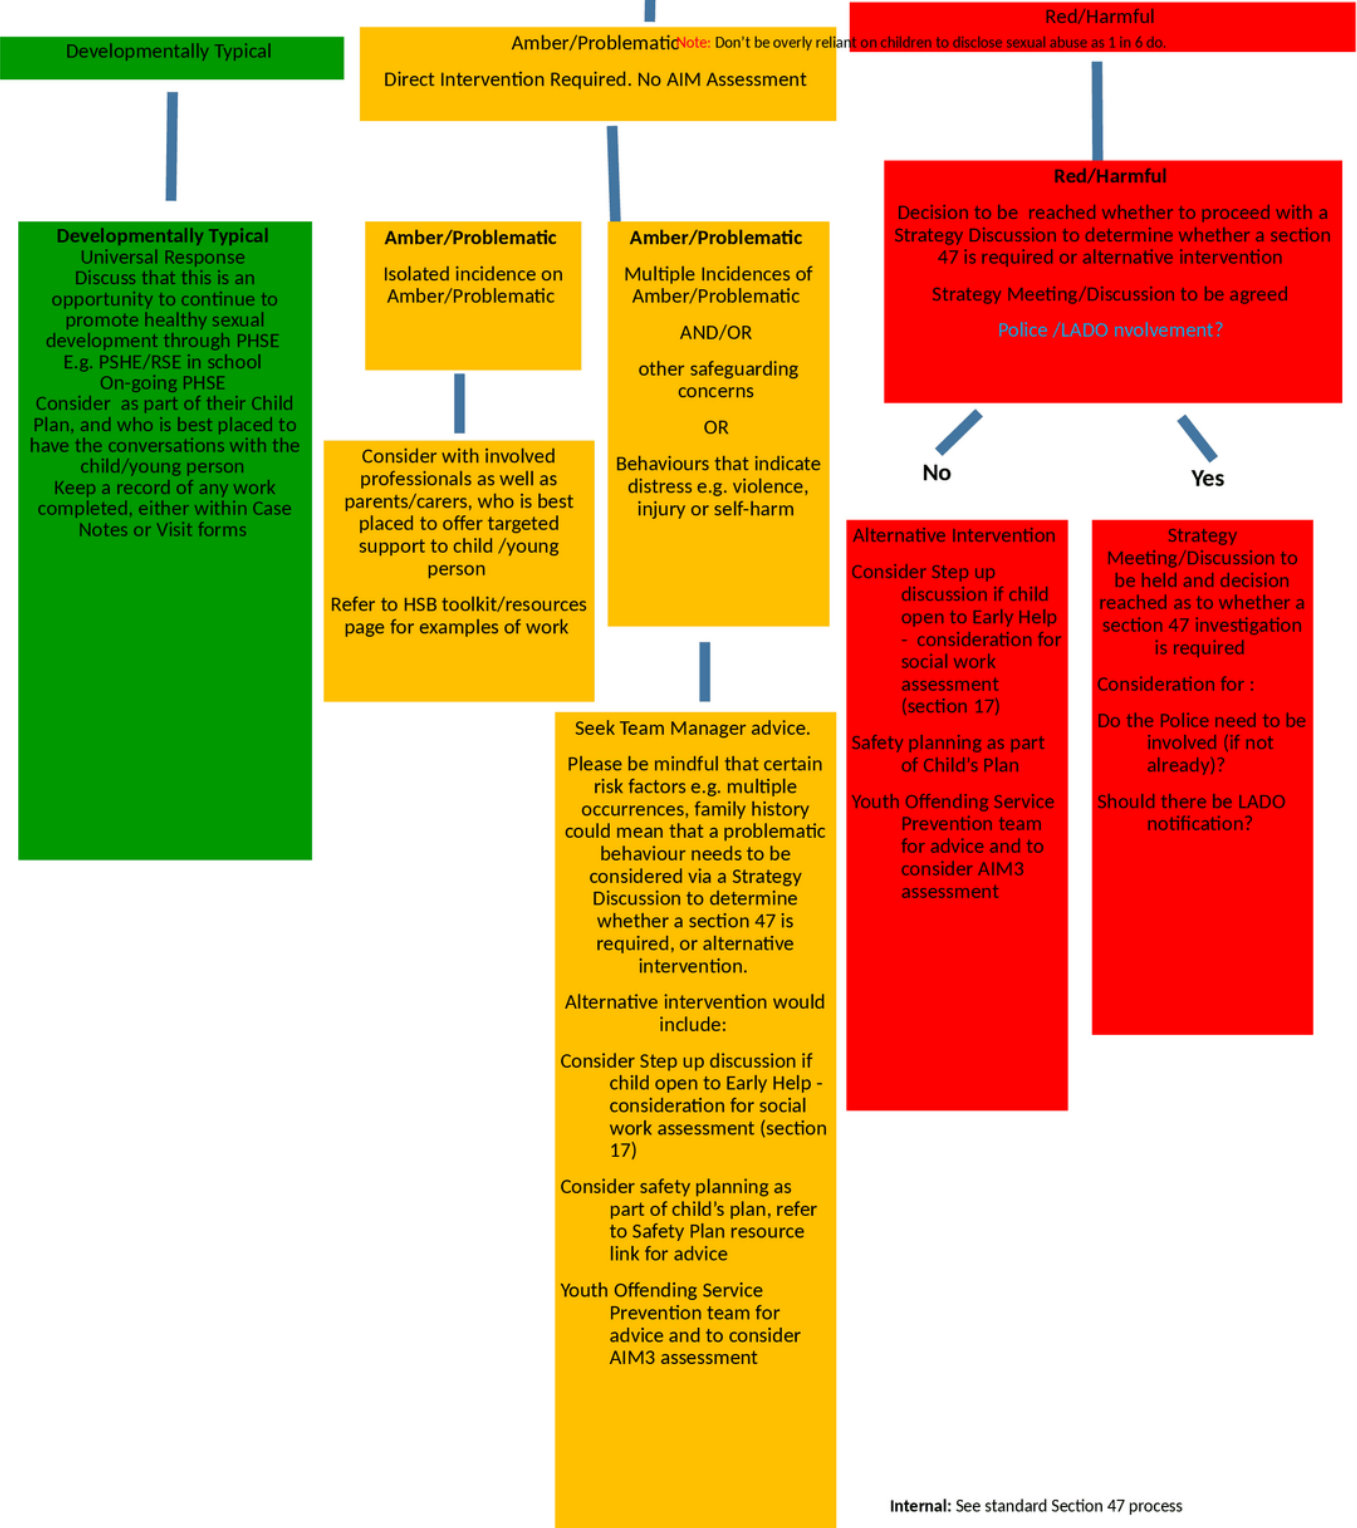 Developmentally Typical
Amber/Problematic
Direct Intervention Required. No AIM Assessment
Note: Don't be overly reliant on children to disclose sexual abuse as 1 in 6 do.
Red/Harmful
Developmentally Typical
Universal Response
Discuss that this is an
opportunity to continue to
promote healthy sexual
development through PHSE
E.g. PSHE/RSE in school
On-going PHSE
Consider as part of their Child
Plan, and who is best placed to
have the conversations with the
child/young person
Keep a record of any work
completed, either within Case
Notes or Visit forms
Amber/Problematic
Isolated incidence on
Amber/Problematic
Consider with involved
professionals as well as
parents/carers, who is best
placed to offer targeted
support to child /young
person
Refer to HSB toolkit/resources
page for examples of work
Amber/Problematic
Multiple Incidences of
Amber/Problematic
AND/OR
other safeguarding
concerns
OR
Behaviours that indicate
distress e.g. violence,
injury or self-harm
Seek Team Manager advice.
Please be mindful that certain
risk factors e.g. multiple
occurrences, family history
could mean that a problematic
behaviour needs to be
considered via a Strategy
Discussion to determine
whether a section 47 is
required, or alternative
intervention.
Alternative intervention would
include:
Consider Step up discussion if
child open to Early Help -
consideration for social
work assessment (section
17)
Consider safety planning as
part of child's plan, refer
to Safety Plan resource
link for advice
Youth Offending Service
Prevention team for
advice and to consider
AIM3 assessment
Red/Harmful
Decision to be reached whether to proceed with a
Strategy Discussion to determine whether a section
47 is required or alternative intervention
Strategy Meeting/Discussion to be agreed
Police /LADO nvolvement?
No
Yes
Alternative Intervention
Consider Step up
discussion if child
open to Early Help
- consideration for
social work
assessment
(section 17)
Safety planning as part
of Child's Plan
Youth Offending Service
Prevention team
for advice and to
consider AIM3
assessment
Strategy
Meeting/Discussion to
be held and decision
reached as to whether a
section 47 investigation
is required
Consideration for :
Do the Police need to be
involved (if not
already)?
Should there be LADO
notification?
Internal: See standard Section 47 process